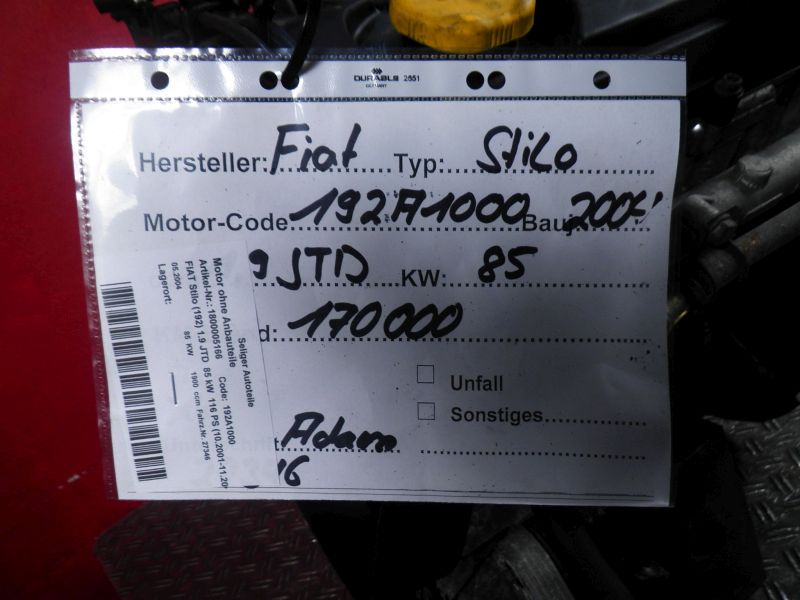 DURABLE 2651
GERMANY
Hersteller: Fiat Typ: Stilo
Motor-Code 192A1000 Bauj. 2004
9 JTD KW: 85
d: 170000
Unfall
Sonstiges
Adam
16
Seliger Autoteile
Motor ohne Anbauteile Code: 192A1000
Artikel-Nr.: 1800005166
FIAT Stilo (192) 1.9 JTD 85 kW 116 PS (10.2001-11.20
05.2004 85 KW 1900 ccm Fahrz.Nr. 27346
Lagerort: